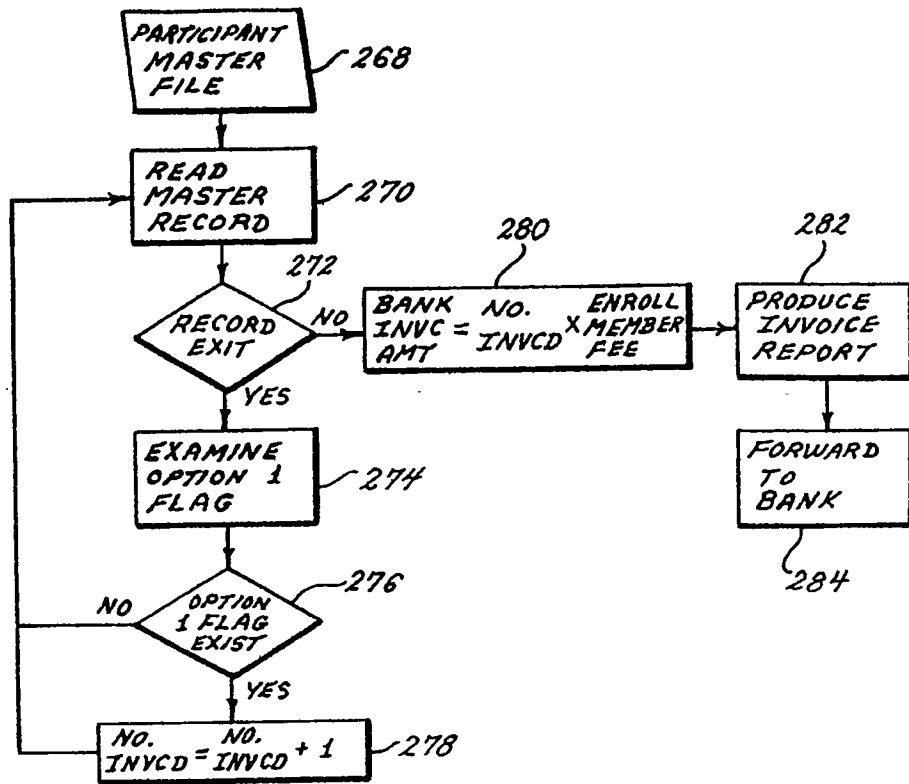 PARTICIPANT
MASTER
FILE
268
READ
MASTER
RECORD
270
272
RECORD
EXIT
NO
YES
280
BANK
INVC
AMT
=
NO.
INVCD
X
ENROLL
MEMBER
FEE
282
PRODUCE
INVOICE
REPORT
EXAMINE
OPTION 1
FLAG
274
FORWARD
TO
BANK
284
276
OPTION
1 FLAG
EXIST
NO
YES
NO.
INVCD
=
NO.
INVCD
+ 1
278